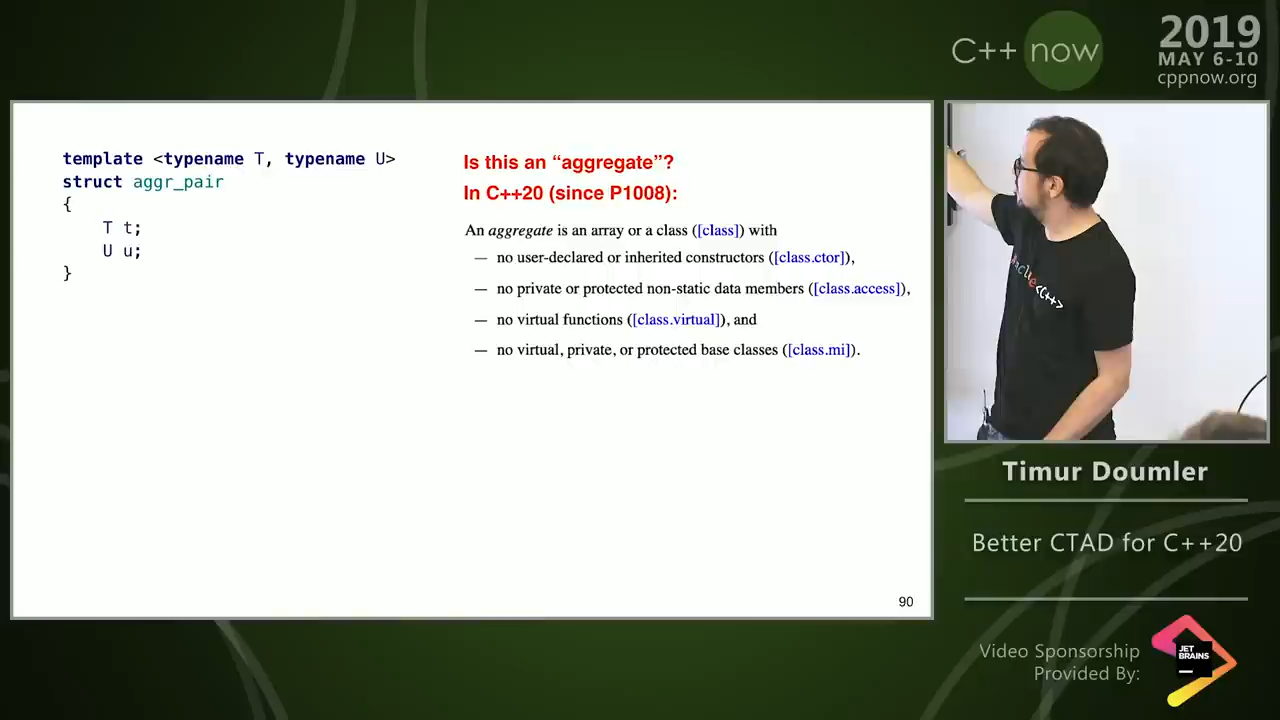 C++ now
2019
MAY 6-10
cppnow.org
template <typename T, typename U>
struct aggr_pair
{
T t;
U u;
}
Is this an “aggregate”?
In C++20 (since P1008):
An aggregate is an array or a class ([class]) with
— no user-declared or inherited constructors ([class.ctor]),
— no private or protected non-static data members ([class.access]),
— no virtual functions ([class.virtual]), and
— no virtual, private, or protected base classes ([class.mi]).
90
<C++>
Timur Doumler
Better CTAD for C++20
Video Sponsorship
Provided By:
JET
BRAINS